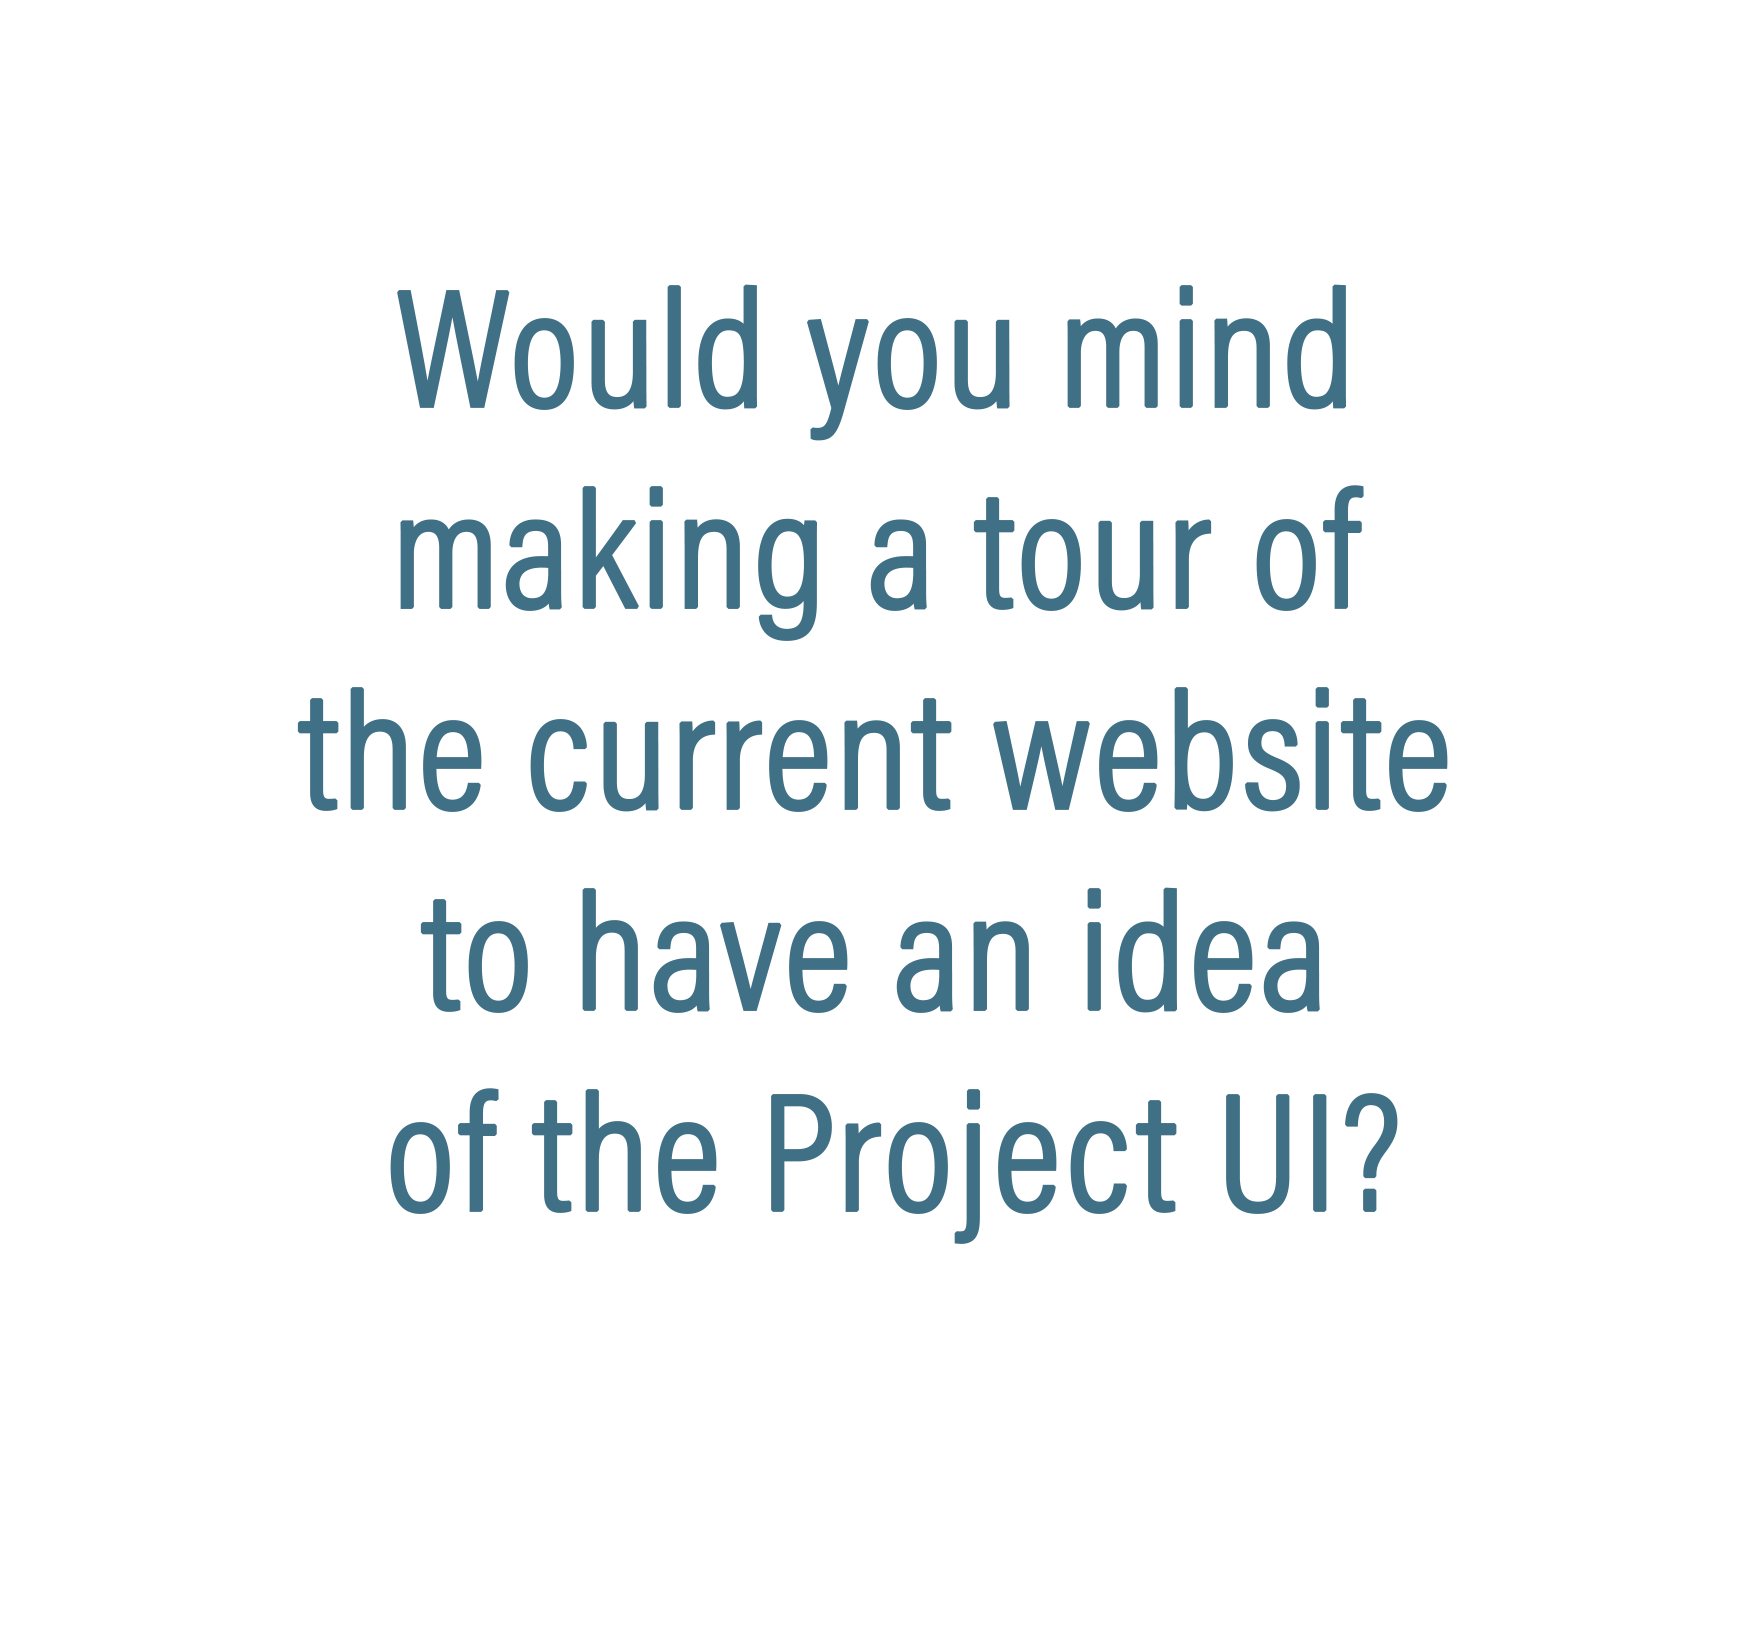 Would you mind
making a tour of
the current website
to have an idea
of the Project UI?